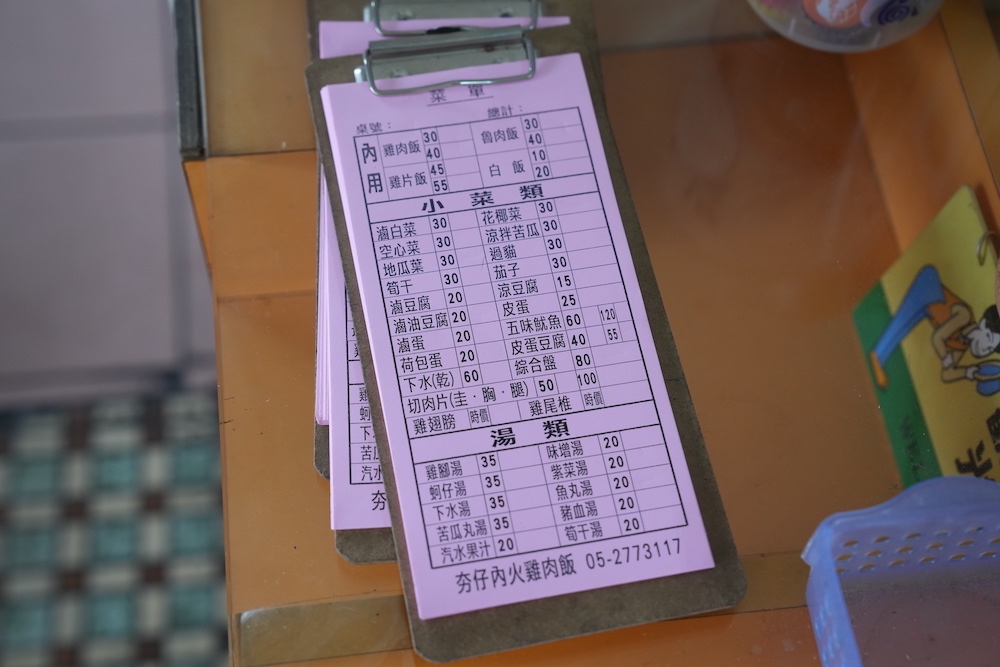 菜 單
桌號： 總計：
內用
雞肉飯 30 40 魯肉飯 30 40
雞片飯 45 55 白 飯 10 20
小 菜 類
滷白菜 30 花椰菜 30
空心菜 30 涼拌苦瓜 30
地瓜葉 30 過貓 30
筍干 30 茄子 30
滷豆腐 20 涼豆腐 15
滷油豆腐 20 皮蛋 25
滷蛋 20 五味魷魚 60 120
荷包蛋 20 皮蛋豆腐 40 55
下水(乾) 60 綜合盤 80
切肉片(圭·胸·腿) 50 100
雞翅膀 時價 雞尾椎 時價
湯 類
雞腳湯 35 味增湯 20
蚵仔湯 35 紫菜湯 20
下水湯 35 魚丸湯 20
苦瓜丸湯 35 豬血湯 20
汽水果汁 20 筍干湯 20
夯仔內火雞肉飯 05-2773117